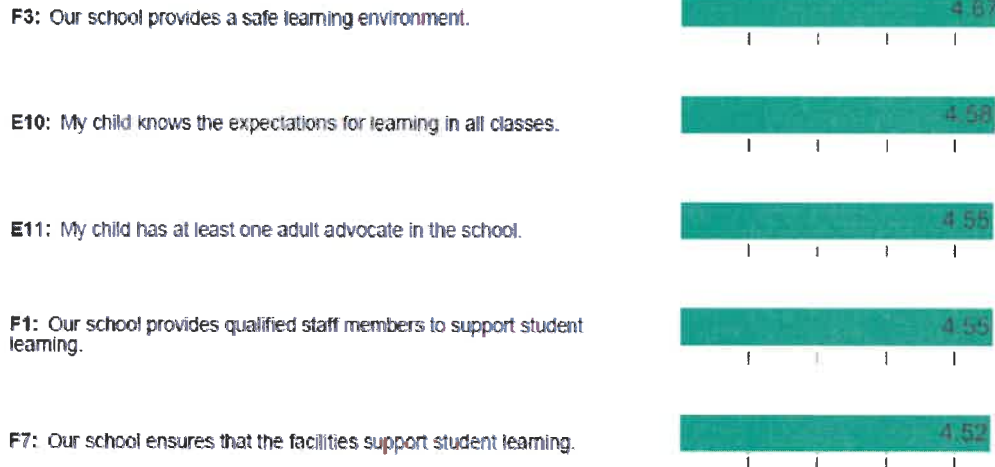 F3: Our school provides a safe learning environment.
4.67
E10: My child knows the expectations for learning in all classes.
4.58
E11: My child has at least one adult advocate in the school.
4.55
F1: Our school provides qualified staff members to support student
learning.
4.55
F7: Our school ensures that the facilities support student learning.
4.52